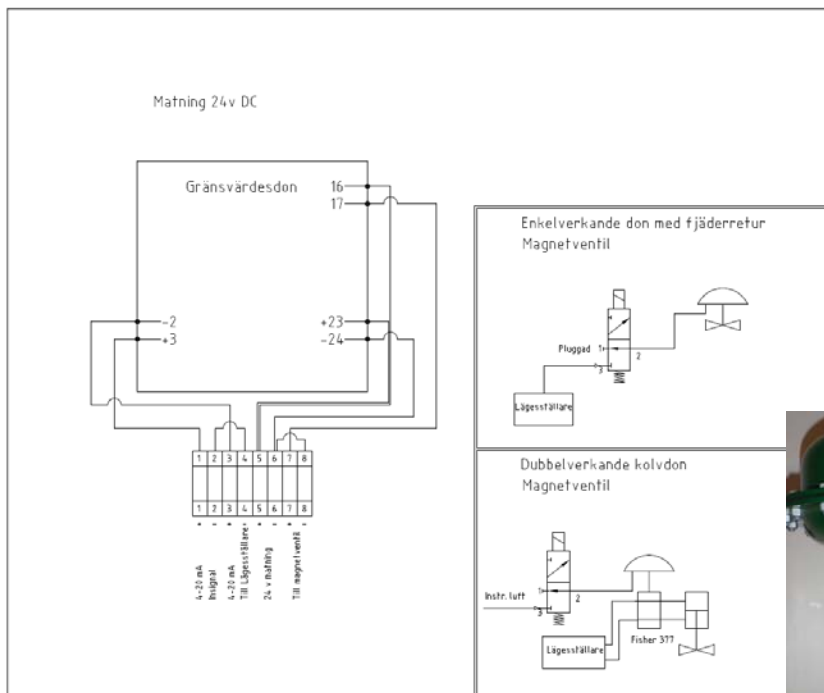 Matning 24v DC
Gränsvärdesdon
16
17
-2
+3
+23
-24
1 2 3 4 5 6 7 8
1 2 3 4 5 6 7 8
+ - + - + - + -
4-20 mA
Insignal
4-20 mA
Till Lägesställare
24 v matning
Till magnetventil
Enkelverkande don med fjäderretur
Magnetventil
Pluggad
1
2
3
Lägesställare
Dubbelverkande kolvdon
Magnetventil
1
2
Instr. luft
3
Lägesställare
Fisher 377